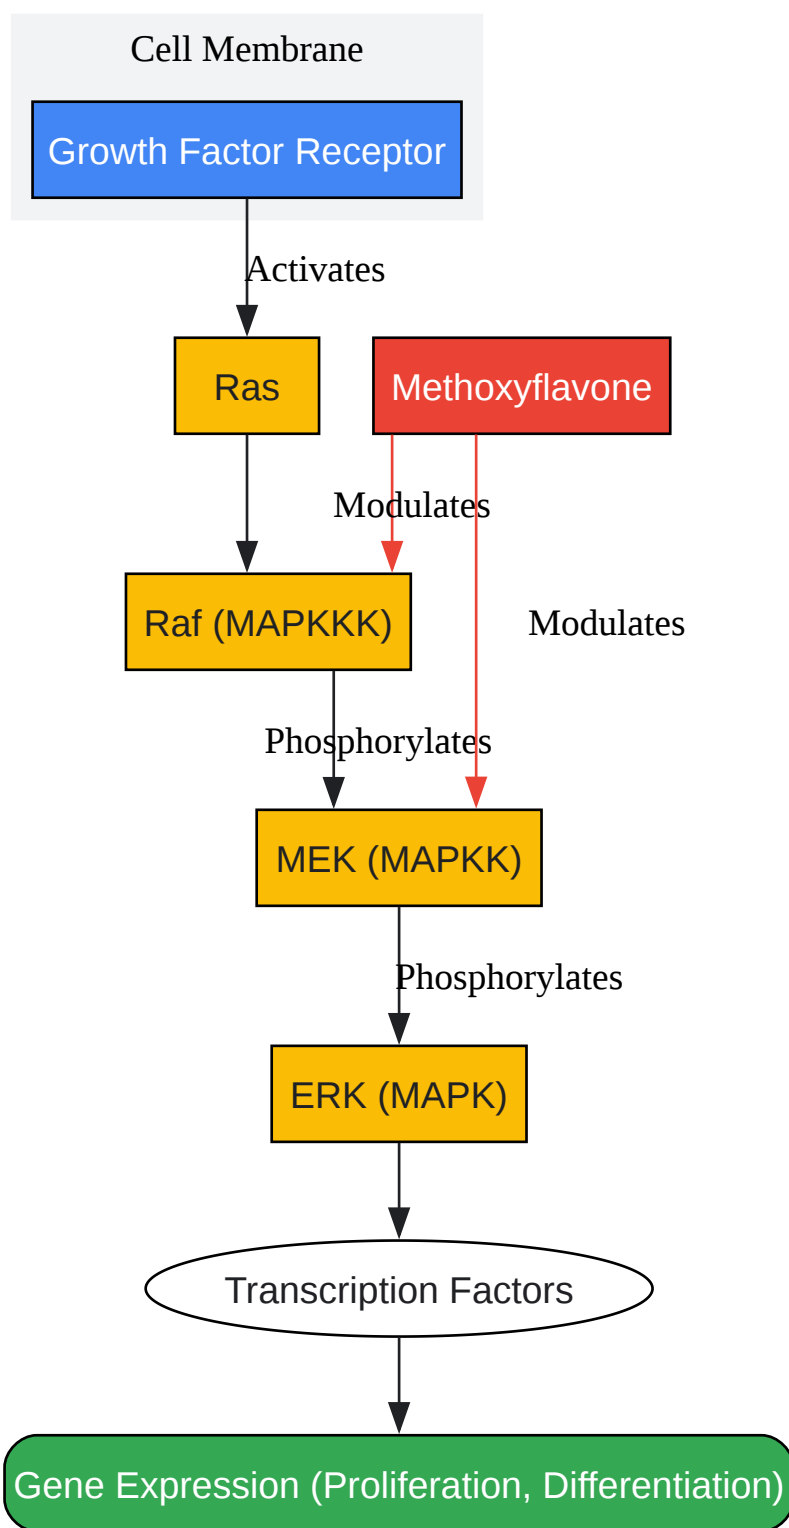 Cell Membrane
Growth Factor Receptor
Activates
Ras
Methoxyflavone
Modulates
Raf (MAPKKK)
Modulates
Phosphorylates
MEK (MAPKK)
Phosphorylates
ERK (MAPK)
Transcription Factors
Gene Expression (Proliferation, Differentiation)